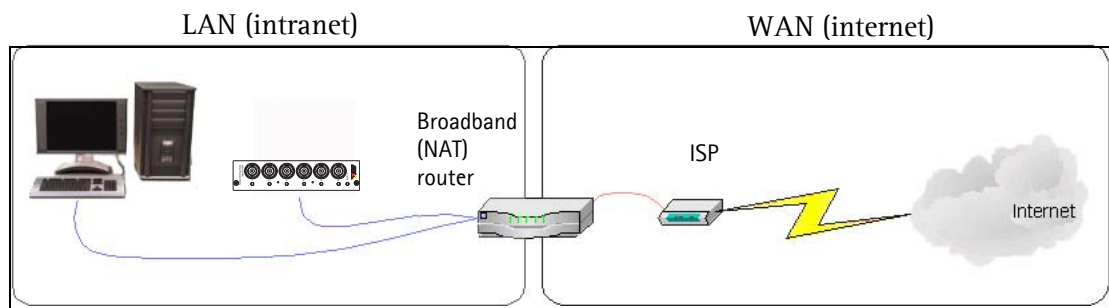 LAN (intranet)
WAN (internet)
Broadband
(NAT)
router
ISP
Internet